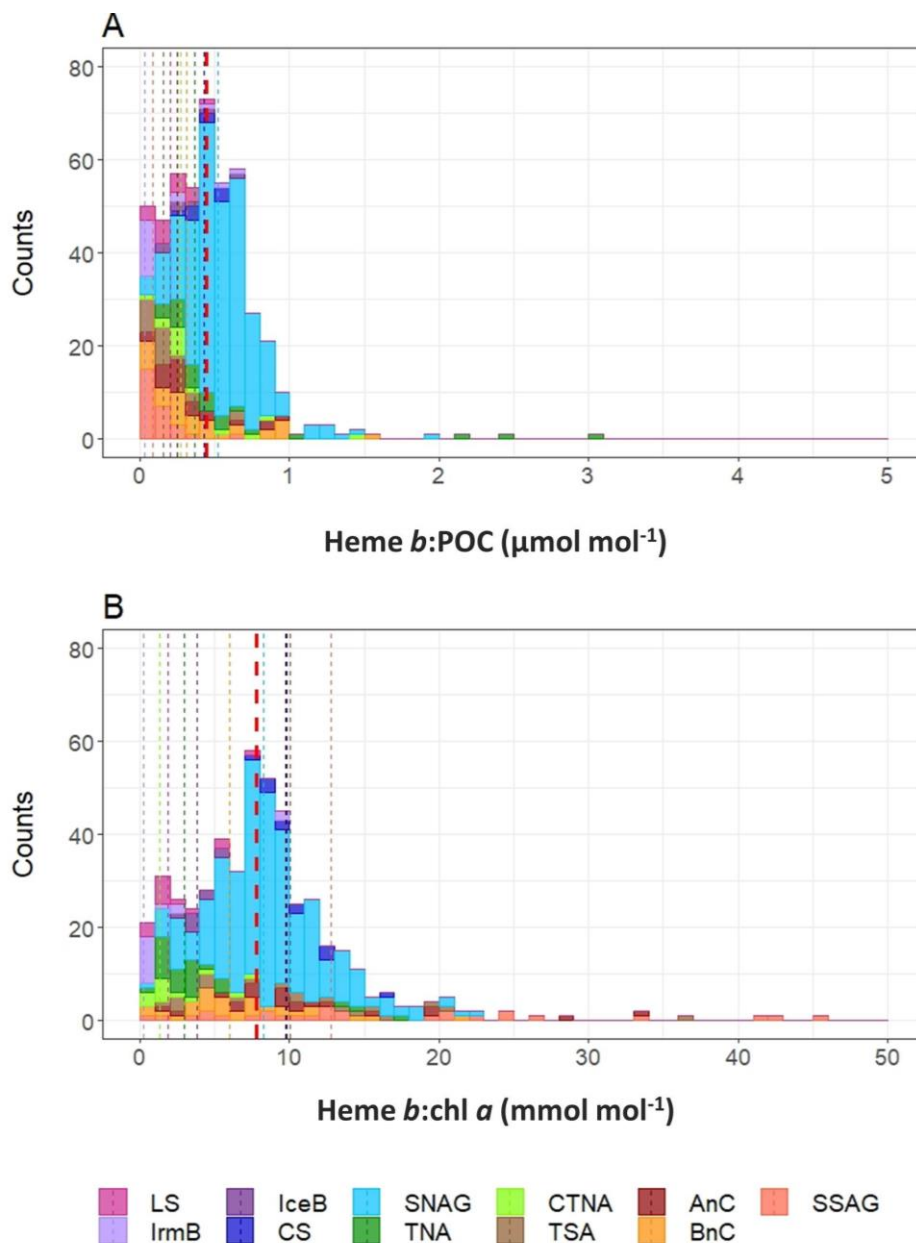 A
80
60
40
20
0
Counts
0 1 2 3 4 5
Heme b:POC (µmol mol⁻¹)
B
80
60
40
20
0
Counts
0 10 20 30 40 50
Heme b:chl a (mmol mol⁻¹)
LS IceB SNAG CTNA AnC SSAG
IrmB CS TNA TSA BnC